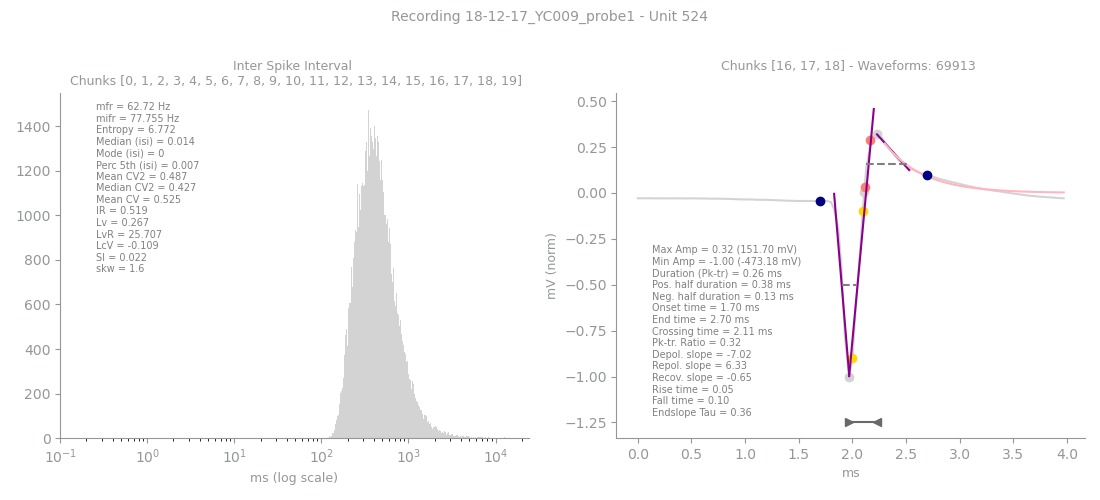 Recording 18-12-17_YC009_probe1 - Unit 524
Inter Spike Interval
Chunks [0, 1, 2, 3, 4, 5, 6, 7, 8, 9, 10, 11, 12, 13, 14, 15, 16, 17, 18, 19]
1400
1200
1000
800
600
400
200
0
mfr = 62.72 Hz
mifr = 77.755 Hz
Entropy = 6.772
Median (isi) = 0.014
Mode (isi) = 0
Perc 5th (isi) = 0.007
Mean CV2 = 0.487
Median CV2 = 0.427
Mean CV = 0.525
IR = 0.519
Lv = 0.267
LvR = 25.707
LcV = -0.109
SI = 0.022
skw = 1.6
10⁻¹ 10⁰ 10¹ 10² 10³ 10⁴
ms (log scale)
Chunks [16, 17, 18] - Waveforms: 69913
mV (norm)
0.50
0.25
0.00
−0.25
−0.50
−0.75
−1.00
−1.25
Max Amp = 0.32 (151.70 mV)
Min Amp = -1.00 (-473.18 mV)
Duration (Pk-tr) = 0.26 ms
Pos. half duration = 0.38 ms
Neg. half duration = 0.13 ms
Onset time = 1.70 ms
End time = 2.70 ms
Crossing time = 2.11 ms
Pk-tr. Ratio = 0.32
Depol. slope = -7.02
Repol. slope = 6.33
Recov. slope = -0.65
Rise time = 0.05
Fall time = 0.10
Endslope Tau = 0.36
0.0 0.5 1.0 1.5 2.0 2.5 3.0 3.5 4.0
ms